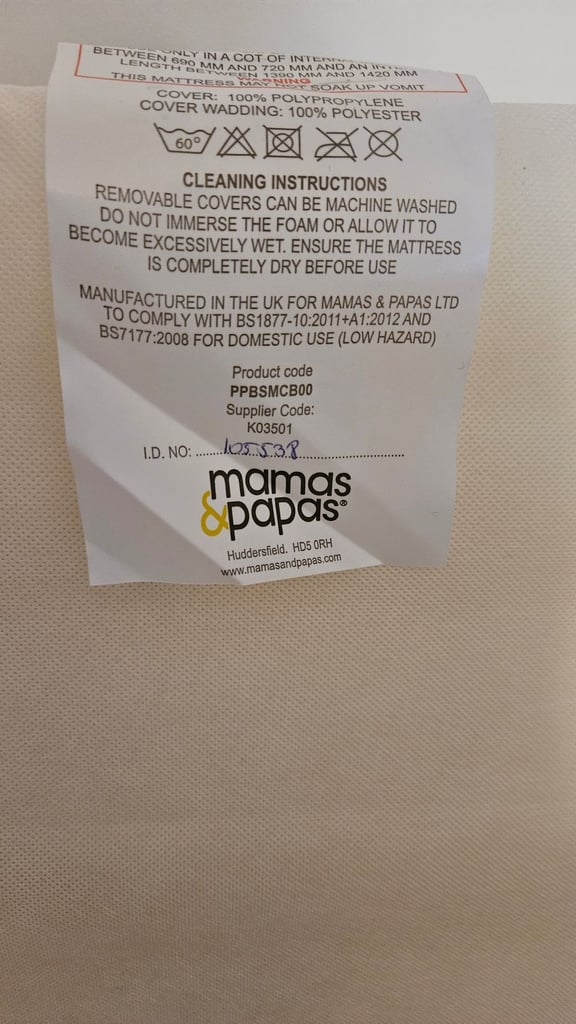 BETWEEN 690 MM AND 720 MM AND AN
LENGTH BETWEEN 1390 MM AND 1420 MM
WARNING
THIS MATTRESS MAY NOT SOAK UP VOMIT
COVER: 100% POLYPROPYLENE
COVER WADDING: 100% POLYESTER
60°
CLEANING INSTRUCTIONS
REMOVABLE COVERS CAN BE MACHINE WASHED
DO NOT IMMERSE THE FOAM OR ALLOW IT TO
BECOME EXCESSIVELY WET. ENSURE THE MATTRESS
IS COMPLETELY DRY BEFORE USE
MANUFACTURED IN THE UK FOR MAMAS & PAPAS LTD
TO COMPLY WITH BS1877-10:2011+A1:2012 AND
BS7177:2008 FOR DOMESTIC USE (LOW HAZARD)
Product code
PPBSMCB00
Supplier Code:
K03501
I.D. NO: ........105538........................
mamas
&papas®
Huddersfield. HD5 0RH
www.mamasandpapas.com